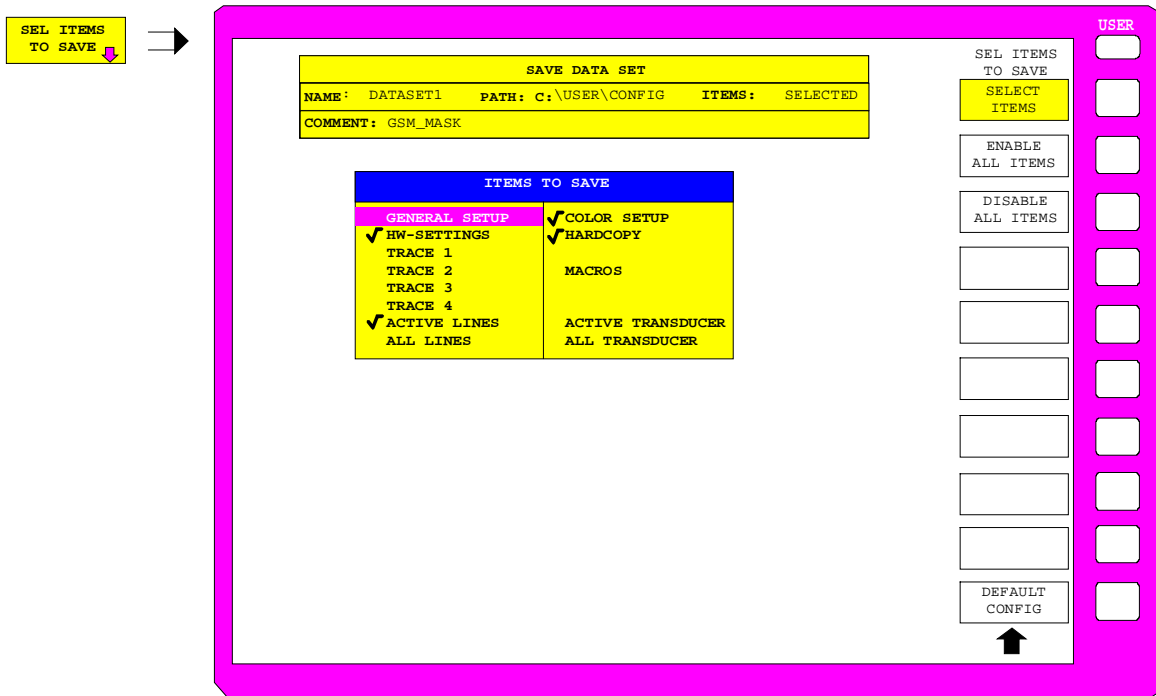 SEL ITEMS
TO SAVE
USER
SAVE DATA SET
NAME: DATASET1 PATH: C:\USER\CONFIG ITEMS: SELECTED
COMMENT: GSM_MASK
ITEMS TO SAVE
GENERAL SETUP
HW-SETTINGS
TRACE 1
TRACE 2
TRACE 3
TRACE 4
ACTIVE LINES
ALL LINES
COLOR SETUP
HARDCOPY
MACROS
ACTIVE TRANSDUCER
ALL TRANSDUCER
SEL ITEMS
TO SAVE
SELECT
ITEMS
ENABLE
ALL ITEMS
DISABLE
ALL ITEMS
DEFAULT
CONFIG